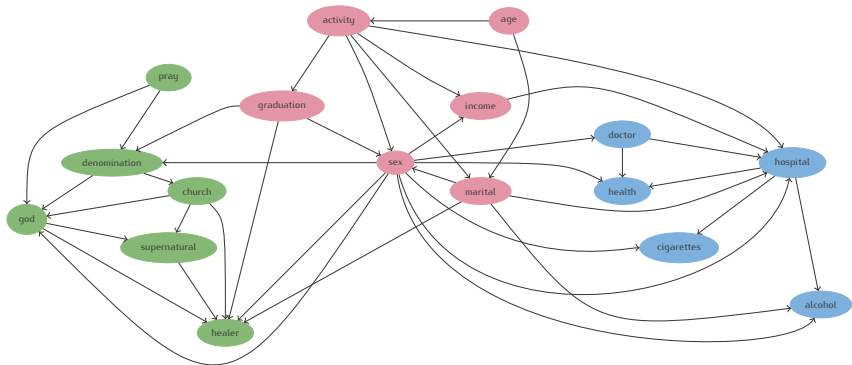 activity
age
pray
graduation
income
doctor
denomination
sex
hospital
church
marital
health
god
supernatural
cigarettes
alcohol
healer